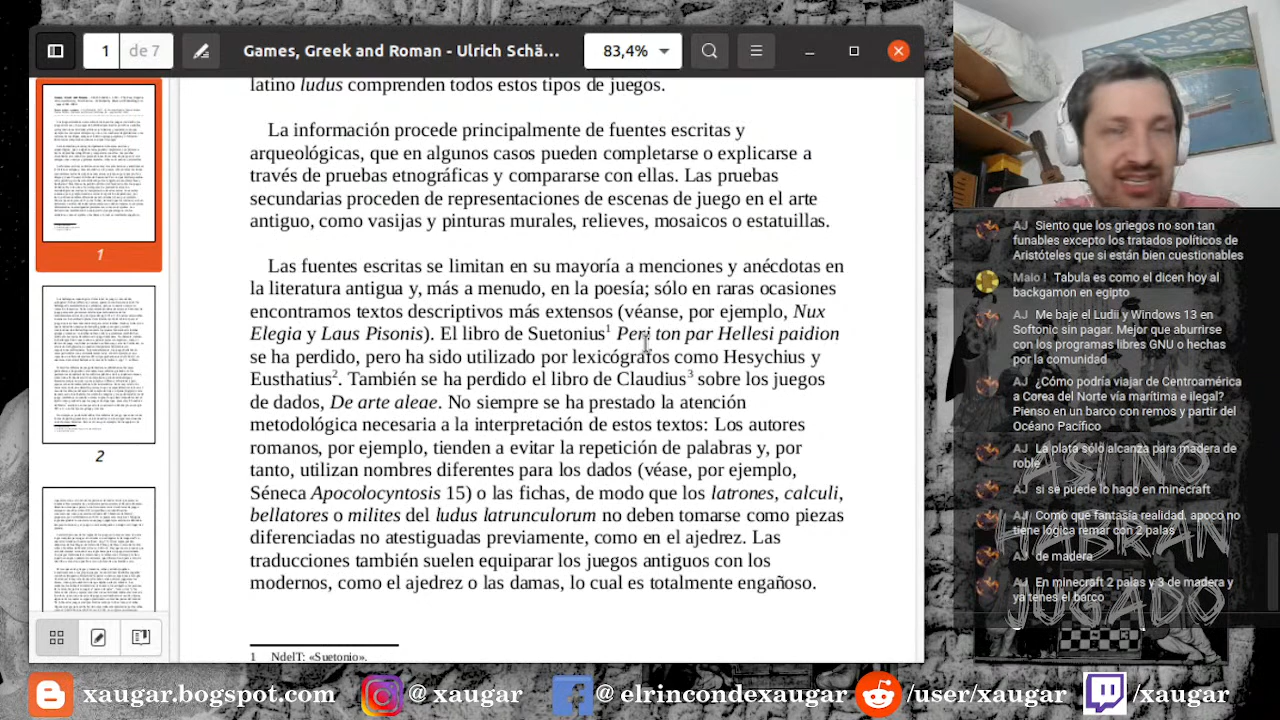 1
de 7
Games, Greek and Roman - Ulrich Schä...
83,4%
1
2
latino ludus comprenden todos estos tipos de juegos.
La información procede principalmente de fuentes escritas y
arqueológicas, que en algunos casos pueden completarse o explicarse a
través de pruebas etnográficas o compararse con ellas. Las pruebas
secundarias proceden de representaciones de escenas de juego en el arte
antiguo, como vasijas y pinturas murales, relieves, mosaicos o estatuillas.
Las fuentes escritas se limitan en su mayoría a menciones y anécdotas en
la literatura antigua y, más a menudo, en la poesía; sólo en raras ocasiones
encontramos textos descriptivos más extensos (véanse, por ejemplo, Nux
Elegia y Laus Pisonis). El libro de Suetonius1 Peri ton par Hellesi paidion
se ha perdido, pero ha sido utilizado por lexicógrafos como Hesychius y
Eustathius2. También se ha perdido el libro de Claudius3 sobre los juegos
de dados, De arte aleae. No siempre se ha prestado la atención
metodológica necesaria a la interpretación de estos textos: Los autores
romanos, por ejemplo, tienden a evitar la repetición de palabras y, por
tanto, utilizan nombres diferentes para los dados (véase, por ejemplo,
Séneca Apocolocyntosis 15) o las fichas, de modo que los latrones, calculi,
bellatores o milites del ludus latrunculorum no deben tomarse como piezas
diferenciadas no atestiguadas previamente, como en el ajedrez. Las
traducciones también suelen equiparar los juegos antiguos con los
modernos, como el ajedrez o las damas, lo cual es totalmente engañoso.
1 NdelT: «Suetonio».
AJ Siento que los griegos no son tan
funables excepto los tratados políticos de
Aristóteles que si están bien cuestionables
Malo ! Tabula es como el dicen hoy al
backgamon en egipto
AJ Me baje el Ludii y Windows 13 en
Softonic sin pagar. Mejor que aburrirse
con los programas libres GNU o hechas
por la comunidad
AJ ¿Cómo podría viajar de Centroamérica
a Corea del Norte vía marítima e ilegal?
Pienso en un barco con remos y partir del
Océano Pacífico
AJ La plata sólo alcanza para madera de
roble
AJ si se puede lo hago en minecraft
AJ Como que fantasía realidad, apoco no
tiene lógica remar con 2 palas
AJ de madera
AJ En minecraft 2 palas y 3 de madera y
ya tenes el barco
ASÍ NO
JUGADO
xaugar.bogspot.com
@ xaugar
@ elrincondexaugar
/user/xaugar
/xaugar